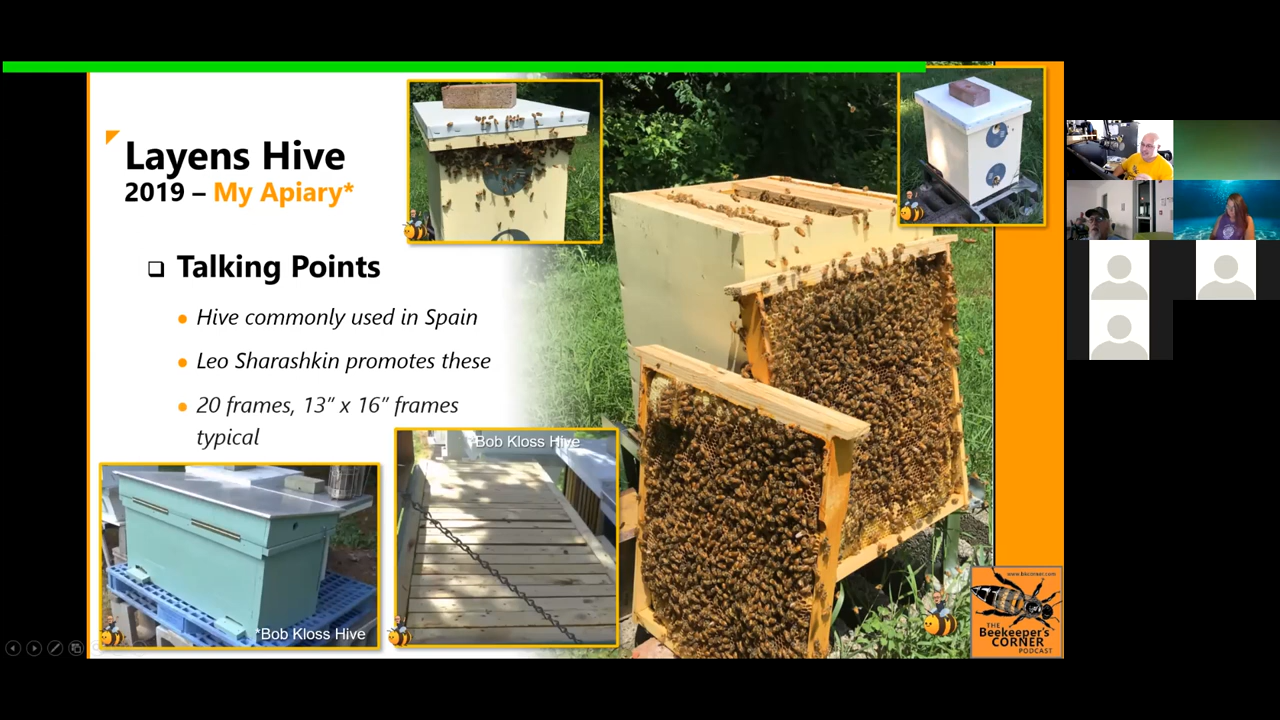 Layens Hive
2019 – My Apiary*
❑ Talking Points
• Hive commonly used in Spain
• Leo Sharashkin promotes these
• 20 frames, 13” x 16” frames
typical
*Bob Kloss Hive
*Bob Kloss Hive
www.bkcorner.com
THE
Beekeeper's
CORNER
PODCAST